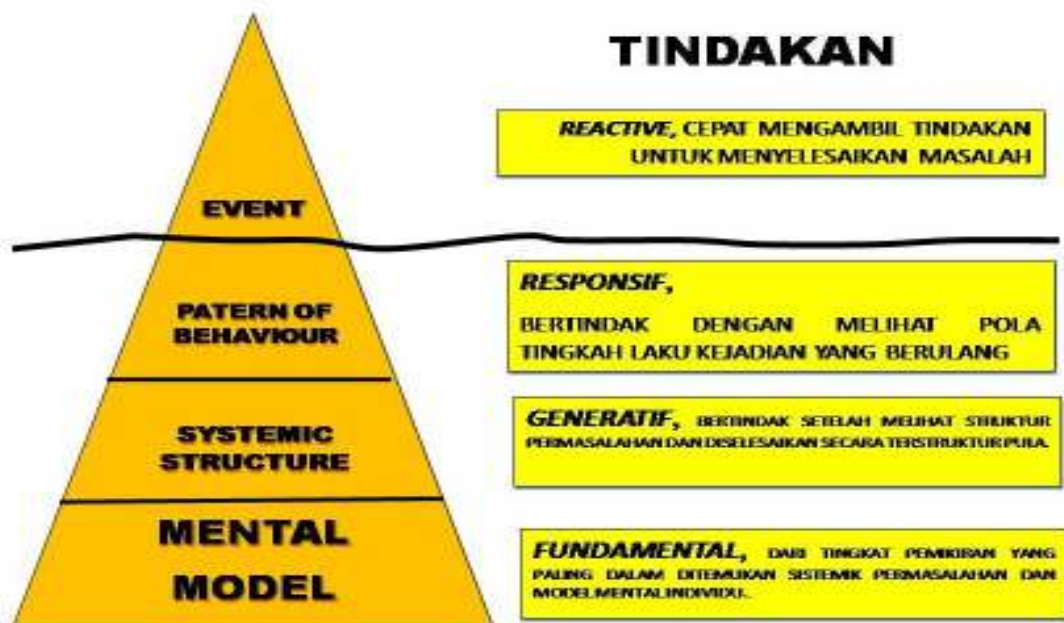 TINDAKAN
REACTIVE, CEPAT MENGAMBIL TINDAKAN
UNTUK MENYELESAIKAN MASALAH
EVENT
RESPONSIF,
BERTINDAK DENGAN MELIHAT POLA
TINGKAH LAKU KEJADIAN YANG BERULANG
PATERN OF
BEHAVIOUR
GENERATIF, BERTINDAK SETELAH MELIHAT STRUKTUR
PERMASALAHAN DAN DISELESAIKAN SECARA TERSTRUKTUR PULA.
SYSTEMIC
STRUCTURE
FUNDAMENTAL, DARI TINGKAT PEMIKIRAN YANG
PALING DALAM DITEMUKAN SISTEMIK PERMASALAHAN DAN
MODEL MENTAL INDIVIDU.
MENTAL
MODEL